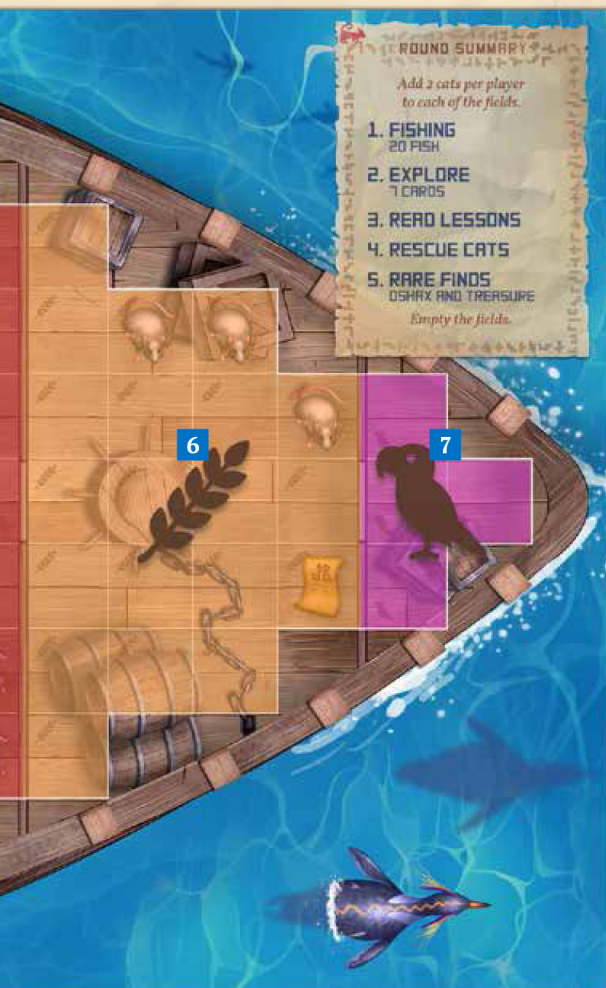 ROUND SUMMARY
Add 2 cats per player
to each of the fields.
1. FISHING
20 FISH
2. EXPLORE
7 CARDS
3. READ LESSONS
4. RESCUE CATS
5. RARE FINDS
OSHAX AND TREASURE
Empty the fields.
6
7